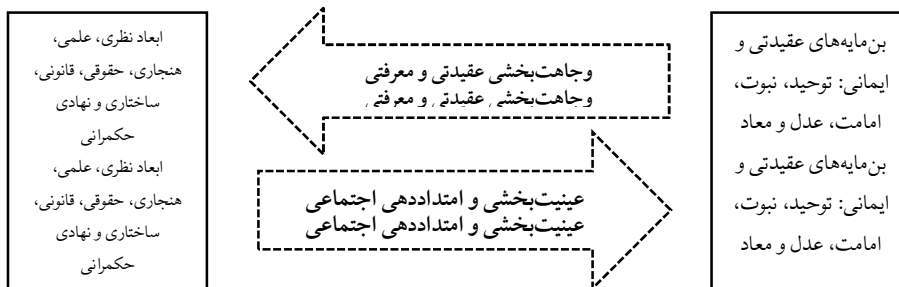 بن‌مایه‌های عقیدتی و
ایمانی: توحید، نبوت،
امامت، عدل و معاد
بن‌مایه‌های عقیدتی و
ایمانی: توحید، نبوت،
امامت، عدل و معاد
وجاهت‌بخشی عقیدتی و معرفتی
وجاهت‌بخشی عقیدتی و معرفتی
عینیت‌بخشی و امتداددهی اجتماعی
عینیت‌بخشی و امتداددهی اجتماعی
ابعاد نظری، علمی،
هنجاری، حقوقی، قانونی،
ساختاری و نهادی
حکمرانی
ابعاد نظری، علمی،
هنجاری، حقوقی، قانونی،
ساختاری و نهادی
حکمرانی